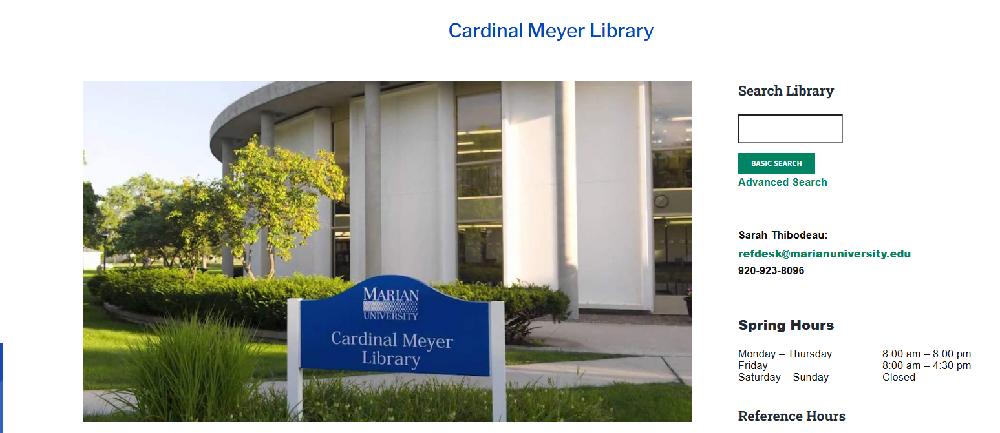 Cardinal Meyer Library
MARIAN
UNIVERSITY
Cardinal Meyer
Library
Search Library
BASIC SEARCH
Advanced Search
Sarah Thibodeau:
refdesk@marianuniversity.edu
920-923-8096
Spring Hours
Monday – Thursday 8:00 am – 8:00 pm
Friday 8:00 am – 4:30 pm
Saturday – Sunday Closed
Reference Hours